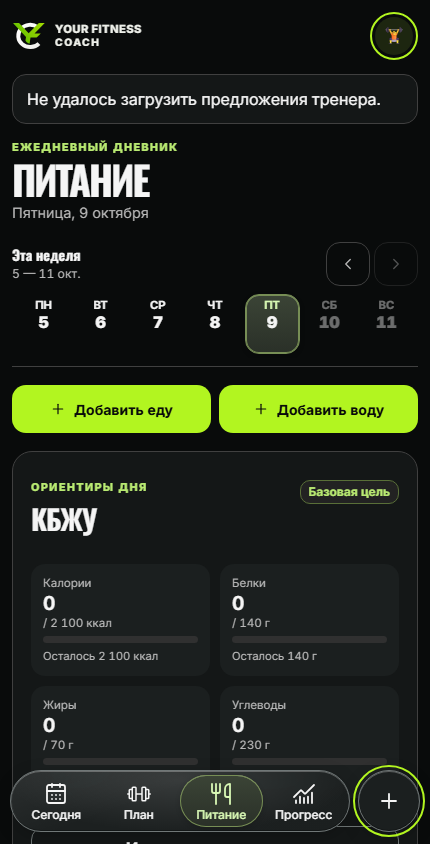 YOUR FITNESS
COACH
Не удалось загрузить предложения тренера.
ЕЖЕДНЕВНЫЙ ДНЕВНИК
ПИТАНИЕ
Пятница, 9 октября
Эта неделя
5 — 11 окт.
ПН ВТ СР ЧТ ПТ СБ ВС
5 6 7 8 9 10 11
+ Добавить еду + Добавить воду
ОРИЕНТИРЫ ДНЯ Базовая цель
КБЖУ
Калории Белки
0 0
/ 2 100 ккал / 140 г
Осталось 2 100 ккал Осталось 140 г
Жиры Углеводы
0 0
/ 70 г / 230 г
Сегодня План Питание Прогресс